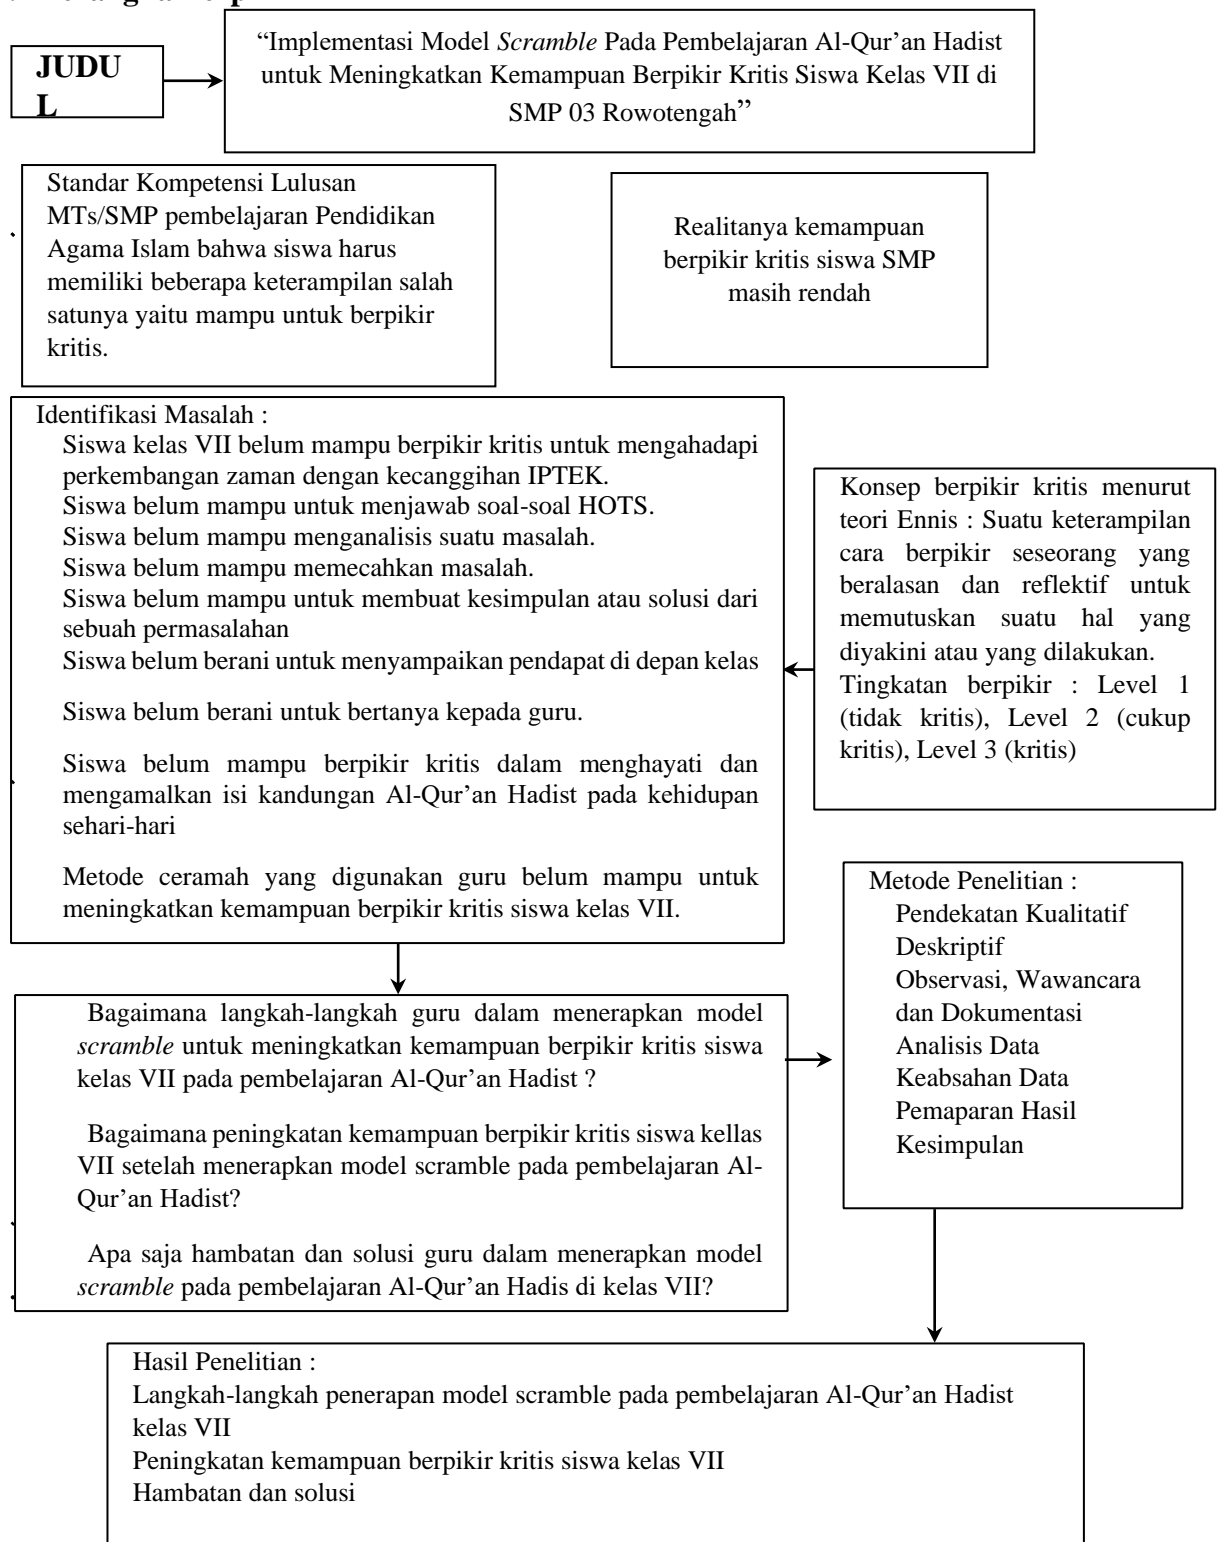 JUDU
L
“Implementasi Model Scramble Pada Pembelajaran Al-Qur’an Hadist
untuk Meningkatkan Kemampuan Berpikir Kritis Siswa Kelas VII di
SMP 03 Rowotengah”
Standar Kompetensi Lulusan
MTs/SMP pembelajaran Pendidikan
Agama Islam bahwa siswa harus
memiliki beberapa keterampilan salah
satunya yaitu mampu untuk berpikir
kritis.
Realitanya kemampuan
berpikir kritis siswa SMP
masih rendah
Identifikasi Masalah :
Siswa kelas VII belum mampu berpikir kritis untuk mengahadapi
perkembangan zaman dengan kecanggihan IPTEK.
Siswa belum mampu untuk menjawab soal-soal HOTS.
Siswa belum mampu menganalisis suatu masalah.
Siswa belum mampu memecahkan masalah.
Siswa belum mampu untuk membuat kesimpulan atau solusi dari
sebuah permasalahan
Siswa belum berani untuk menyampaikan pendapat di depan kelas
Siswa belum berani untuk bertanya kepada guru.
Siswa belum mampu berpikir kritis dalam menghayati dan
mengamalkan isi kandungan Al-Qur’an Hadist pada kehidupan
sehari-hari
Metode ceramah yang digunakan guru belum mampu untuk
meningkatkan kemampuan berpikir kritis siswa kelas VII.
Konsep berpikir kritis menurut
teori Ennis : Suatu keterampilan
cara berpikir seseorang yang
beralasan dan reflektif untuk
memutuskan suatu hal yang
diyakini atau yang dilakukan.
Tingkatan berpikir : Level 1
(tidak kritis), Level 2 (cukup
kritis), Level 3 (kritis)
Bagaimana langkah-langkah guru dalam menerapkan model
scramble untuk meningkatkan kemampuan berpikir kritis siswa
kelas VII pada pembelajaran Al-Qur’an Hadist ?
Bagaimana peningkatan kemampuan berpikir kritis siswa kellas
VII setelah menerapkan model scramble pada pembelajaran Al-
Qur’an Hadist?
Apa saja hambatan dan solusi guru dalam menerapkan model
scramble pada pembelajaran Al-Qur’an Hadis di kelas VII?
Metode Penelitian :
Pendekatan Kualitatif
Deskriptif
Observasi, Wawancara
dan Dokumentasi
Analisis Data
Keabsahan Data
Pemaparan Hasil
Kesimpulan
Hasil Penelitian :
Langkah-langkah penerapan model scramble pada pembelajaran Al-Qur’an Hadist
kelas VII
Peningkatan kemampuan berpikir kritis siswa kelas VII
Hambatan dan solusi